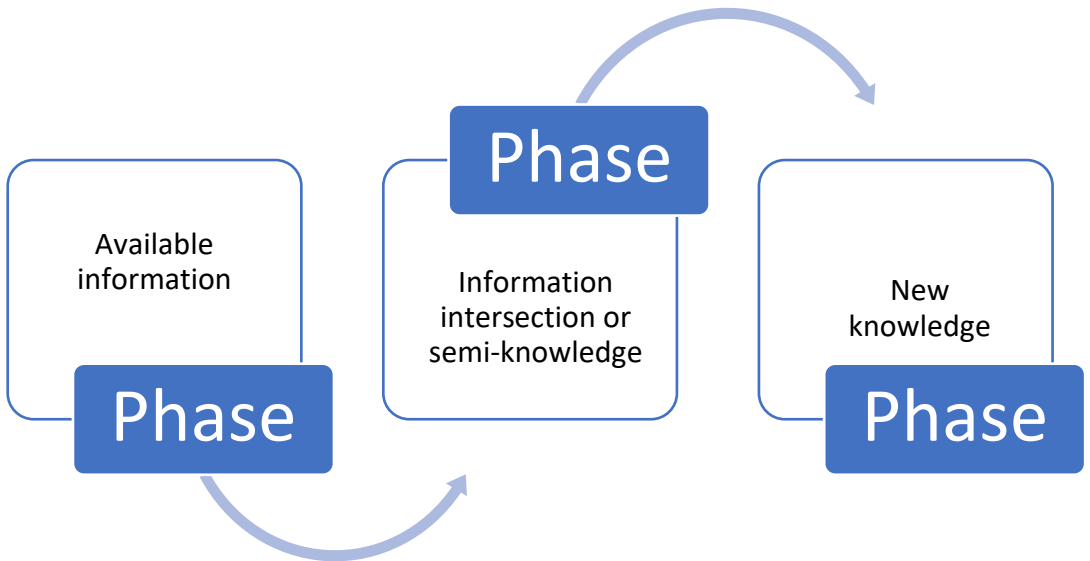 Available
information
Phase
Phase
Information
intersection or
semi-knowledge
New
knowledge
Phase